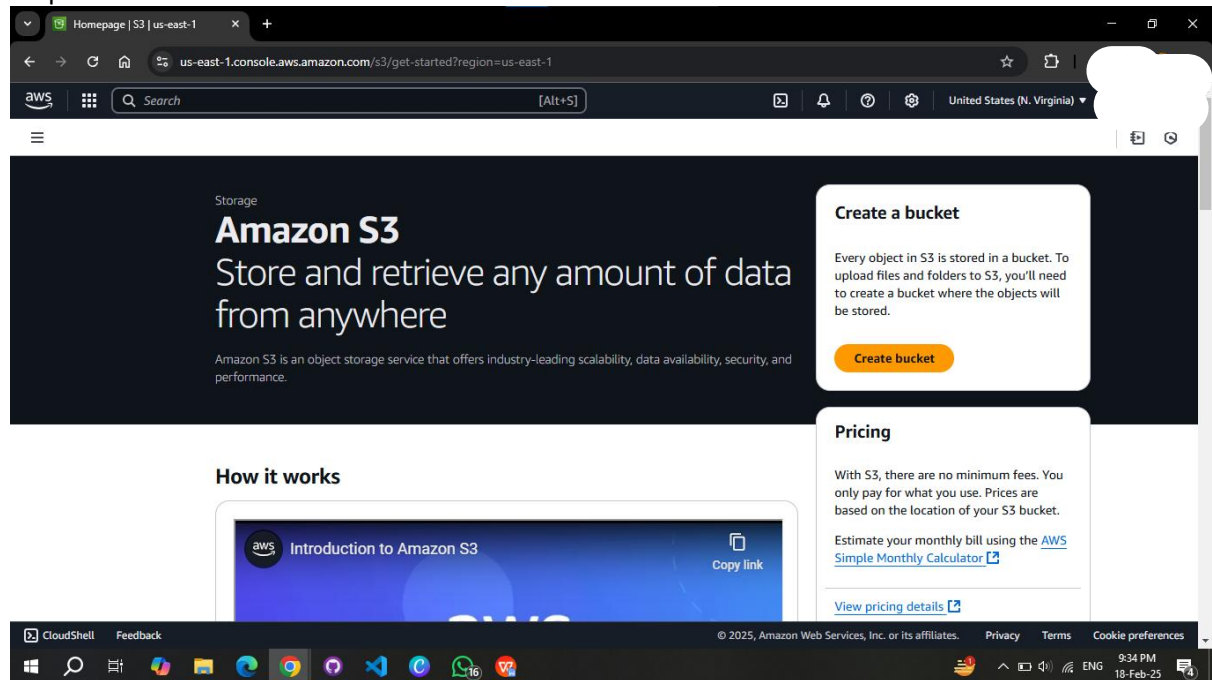 Homepage | S3 | us-east-1
us-east-1.console.aws.amazon.com/s3/get-started?region=us-east-1
aws
Search
[Alt+S]
United States (N. Virginia)
Storage
Amazon S3
Store and retrieve any amount of data
from anywhere
Amazon S3 is an object storage service that offers industry-leading scalability, data availability, security, and
performance.
Create a bucket
Every object in S3 is stored in a bucket. To
upload files and folders to S3, you'll need
to create a bucket where the objects will
be stored.
Create bucket
Pricing
With S3, there are no minimum fees. You
only pay for what you use. Prices are
based on the location of your S3 bucket.
Estimate your monthly bill using the AWS
Simple Monthly Calculator
View pricing details
How it works
aws
Introduction to Amazon S3
Copy link
CloudShell
Feedback
© 2025, Amazon Web Services, Inc. or its affiliates.
Privacy
Terms
Cookie preferences
16
ENG
9:34 PM
18-Feb-25
4